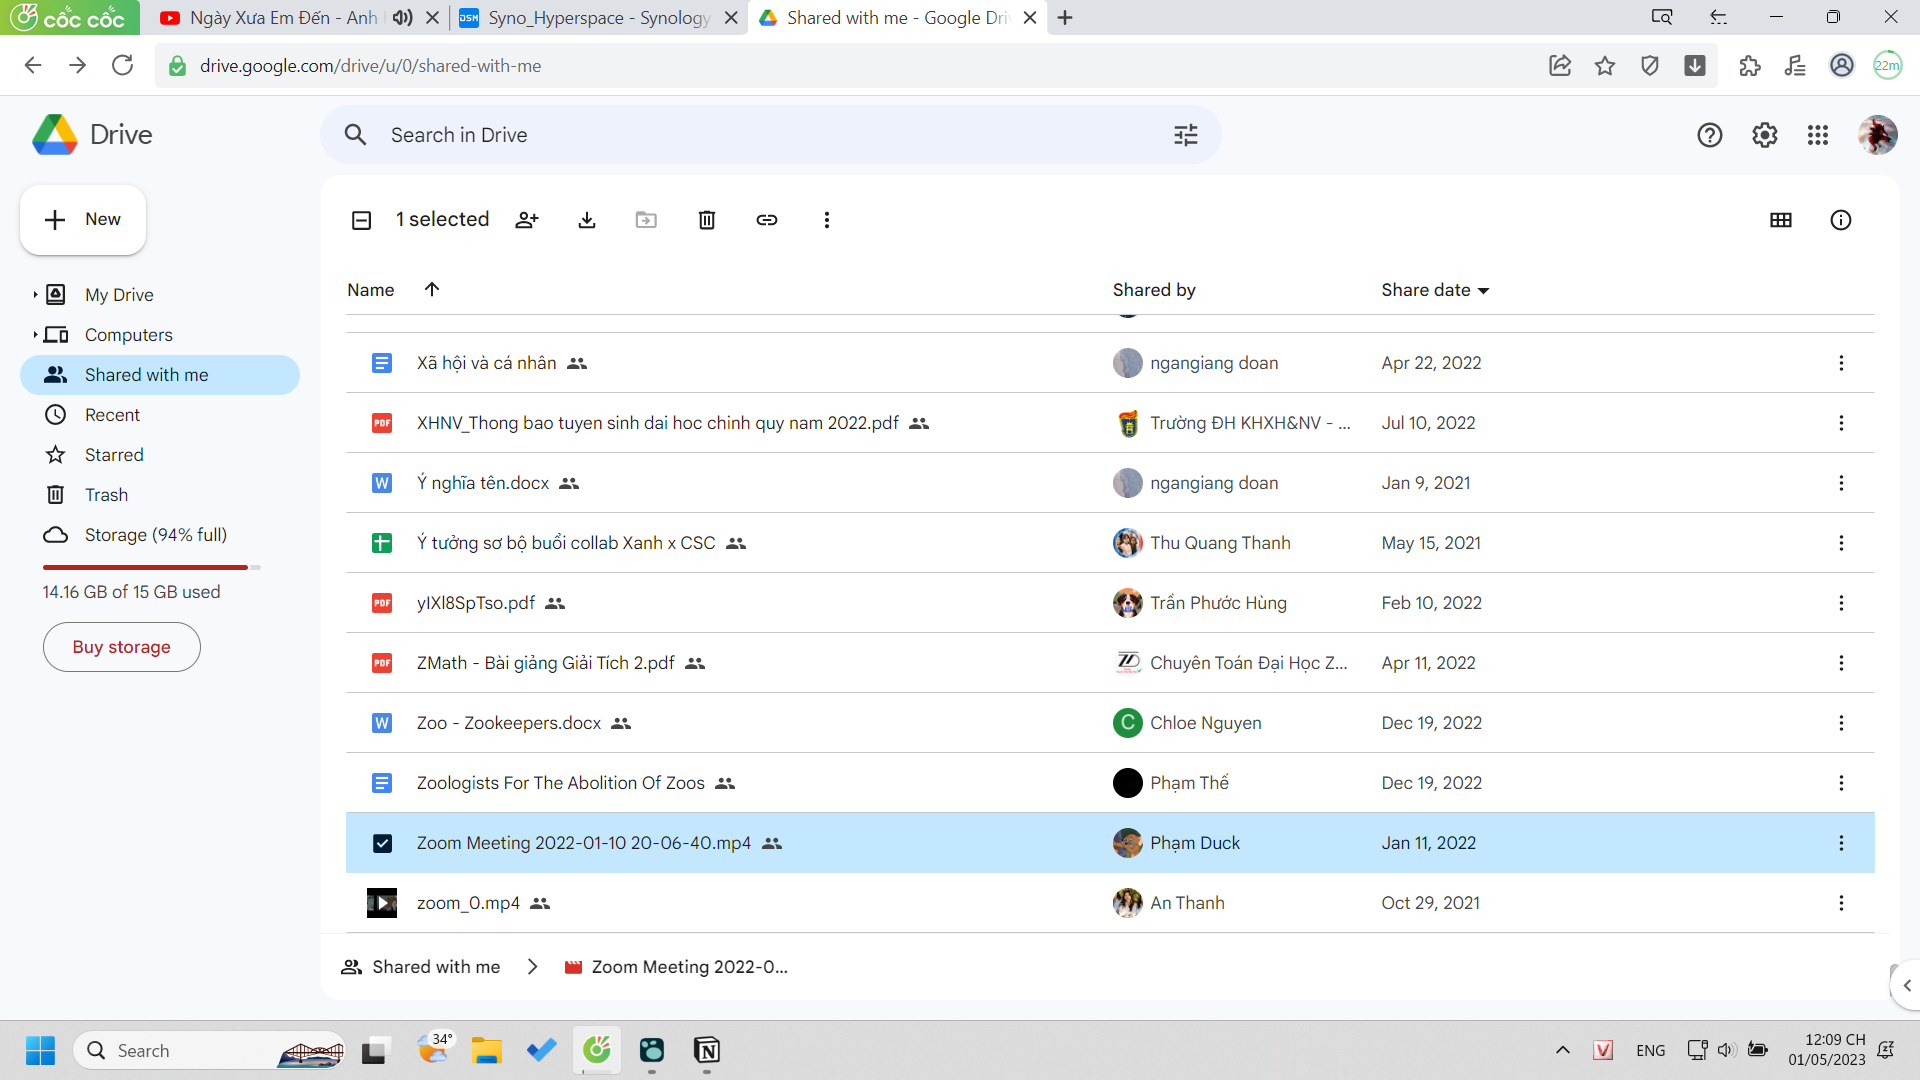 cốc cốc
Ngày Xưa Em Đến - Anh
Syno_Hyperspace - Synology
Shared with me - Google Driv
drive.google.com/drive/u/0/shared-with-me
22m
Drive
Search in Drive
New
1 selected
My Drive
Computers
Shared with me
Recent
Starred
Trash
Storage (94% full)
14.16 GB of 15 GB used
Buy storage
Name Shared by Share date
Xã hội và cá nhân ngangiang doan Apr 22, 2022
PDF XHNV_Thong bao tuyen sinh dai hoc chinh quy nam 2022.pdf Trường ĐH KHXH&NV - ... Jul 10, 2022
W Ý nghĩa tên.docx ngangiang doan Jan 9, 2021
Ý tưởng sơ bộ buổi collab Xanh x CSC Thu Quang Thanh May 15, 2021
PDF yIXl8SpTso.pdf Trần Phước Hùng Feb 10, 2022
PDF ZMath - Bài giảng Giải Tích 2.pdf Chuyên Toán Đại Học Z... Apr 11, 2022
W Zoo - Zookeepers.docx C Chloe Nguyen Dec 19, 2022
Zoologists For The Abolition Of Zoos Phạm Thế Dec 19, 2022
Zoom Meeting 2022-01-10 20-06-40.mp4 Phạm Duck Jan 11, 2022
zoom_0.mp4 An Thanh Oct 29, 2021
Shared with me Zoom Meeting 2022-0...
Search
34°
N
V
ENG
12:09 CH
01/05/2023